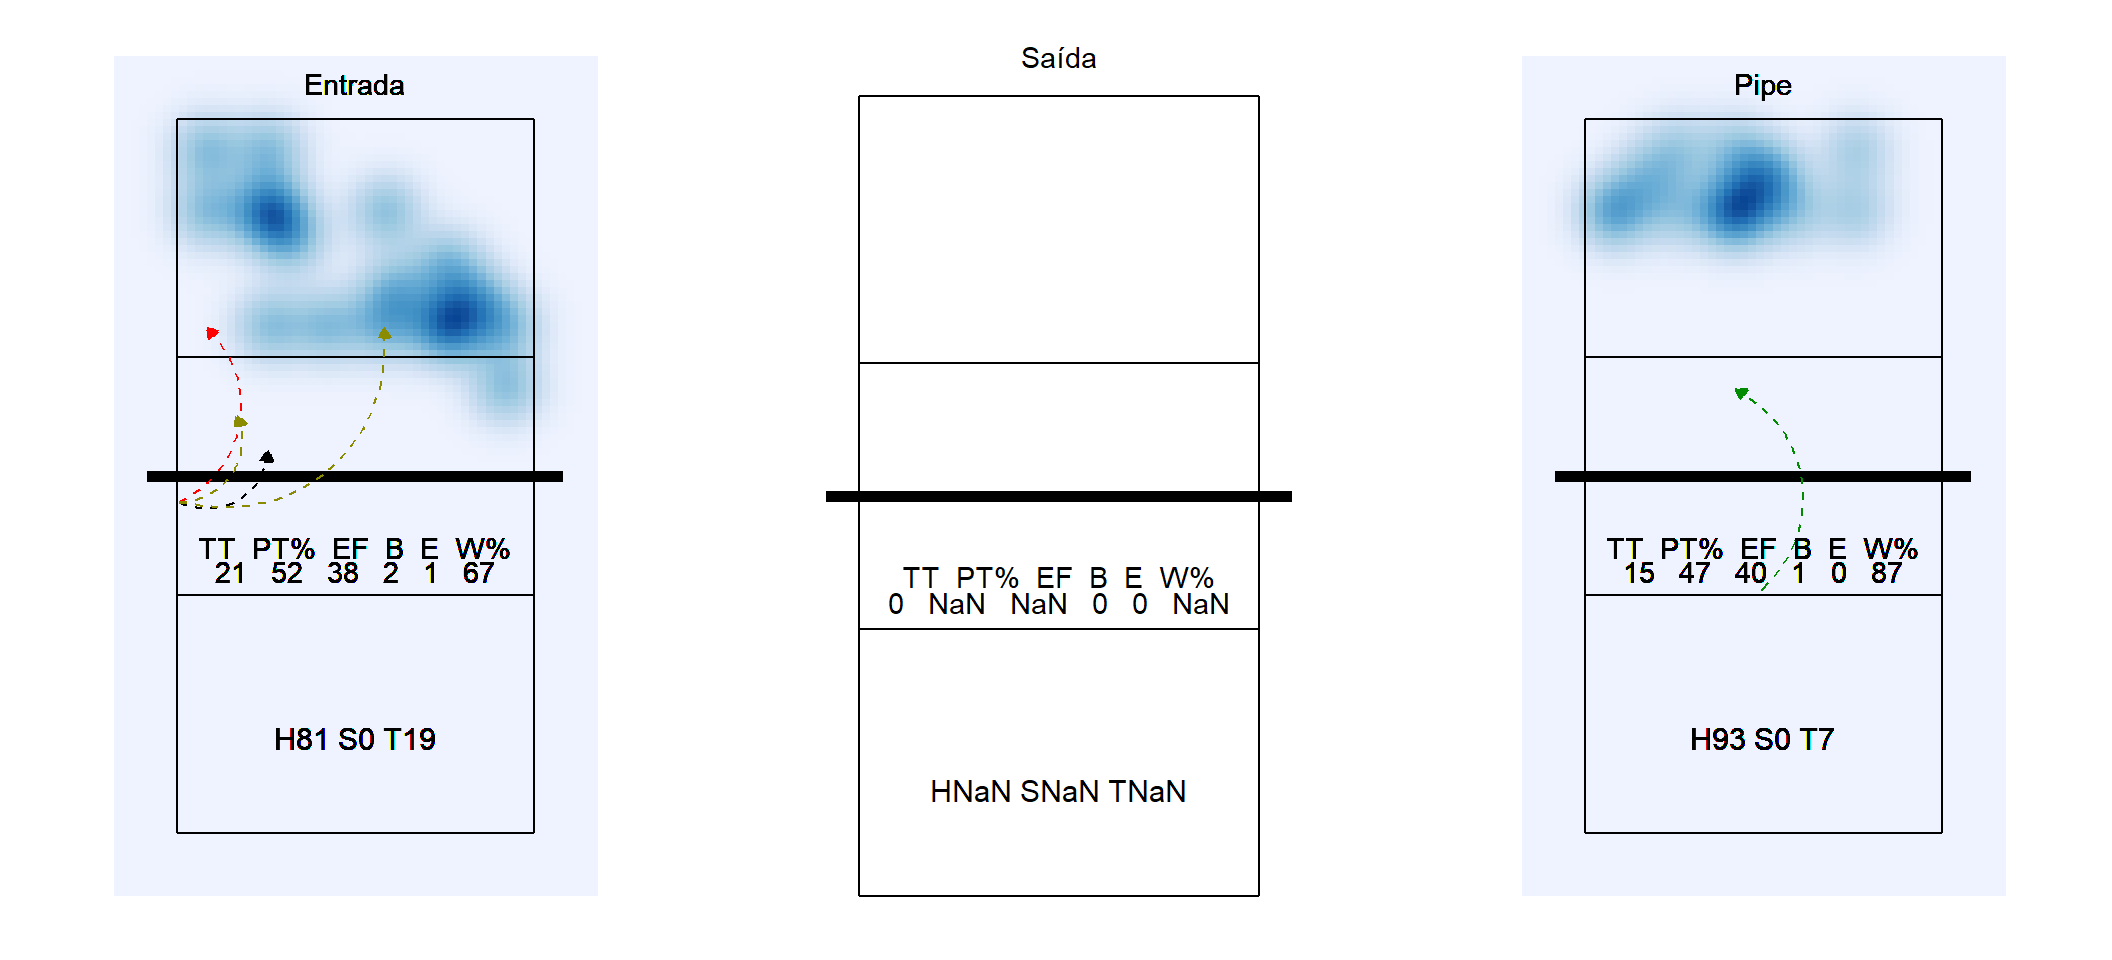 Entrada
TT PT% EF B E W%
21 52 38 2 1 67
H81 S0 T19
Saída
TT PT% EF B E W%
0 NaN NaN 0 0 NaN
HNaN SNaN TNaN
Pipe
TT PT% EF B E W%
15 47 40 1 0 87
H93 S0 T7